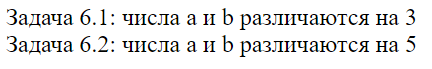 Задача 6.1: числа a и b различаются на 3
Задача 6.2: числа a и b различаются на 5